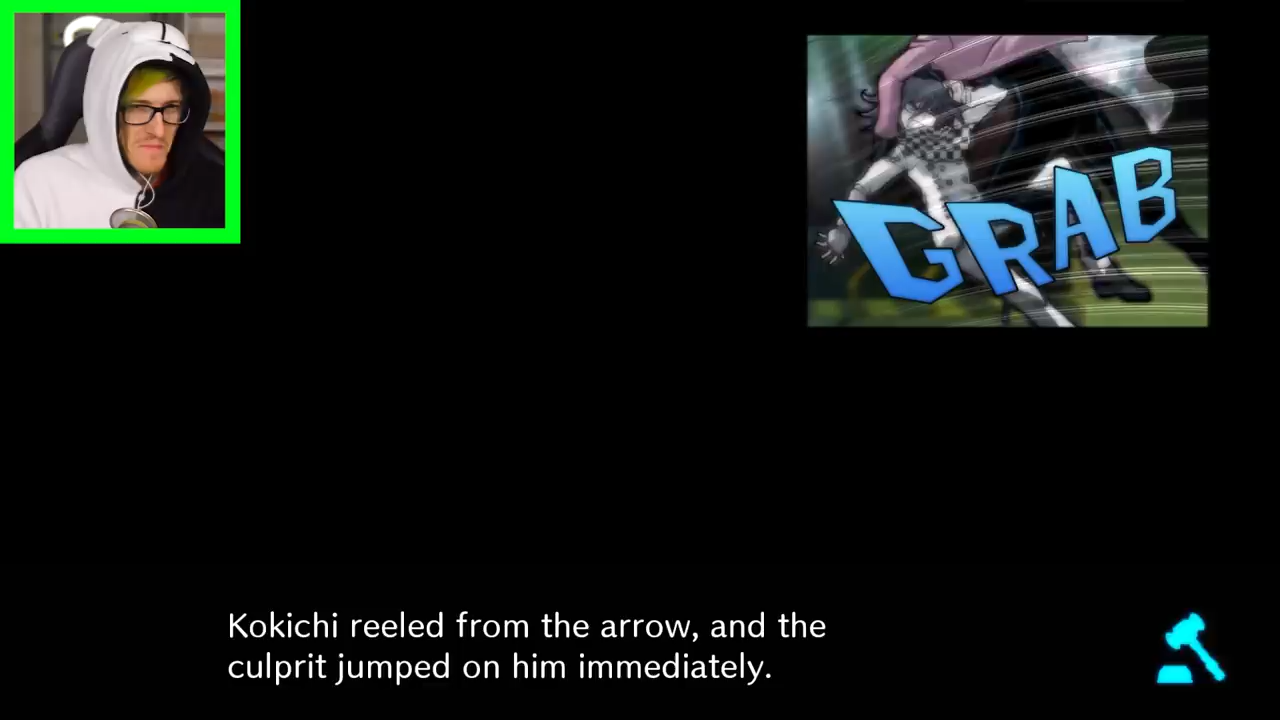 GRAB
Kokichi reeled from the arrow, and the
culprit jumped on him immediately.